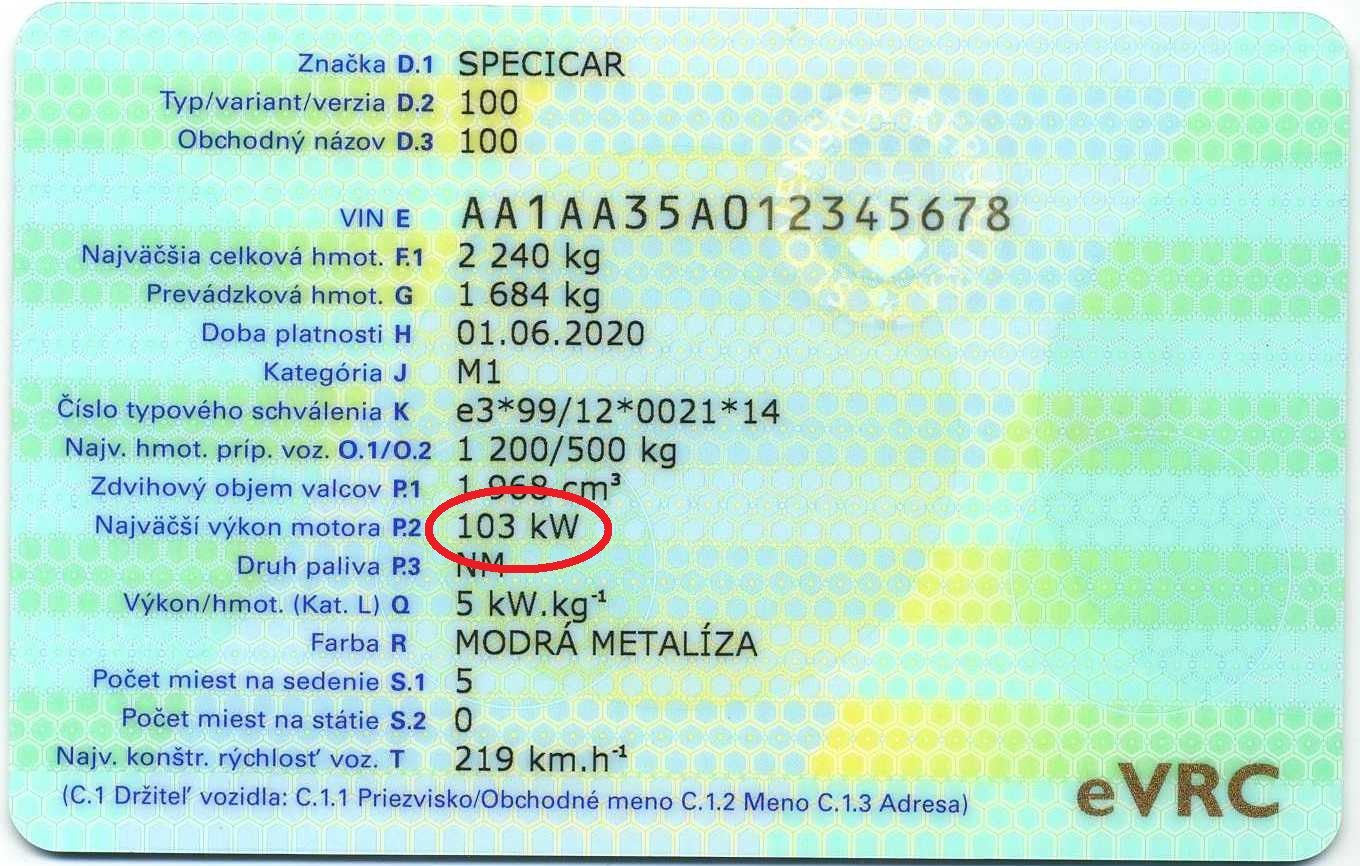 Značka D.1 SPECICAR
Typ/variant/verzia D.2 100
Obchodný názov D.3 100
VIN E AA1AA35A012345678
Najväčšia celková hmot. F.1 2 240 kg
Prevádzková hmot. G 1 684 kg
Doba platnosti H 01.06.2020
Kategória J M1
Číslo typového schválenia K e3*99/12*0021*14
Najv. hmot. príp. voz. O.1/O.2 1 200/500 kg
Zdvihový objem valcov P.1 1 968 cm³
Najväčší výkon motora P.2 103 kW
Druh paliva P.3 NM
Výkon/hmot. (Kat. L) Q 5 kW.kg⁻¹
Farba R MODRÁ METALÍZA
Počet miest na sedenie S.1 5
Počet miest na státie S.2 0
Najv. konštr. rýchlosť voz. T 219 km.h⁻¹
(C.1 Držiteľ vozidla: C.1.1 Priezvisko/Obchodné meno C.1.2 Meno C.1.3 Adresa)
eVRC